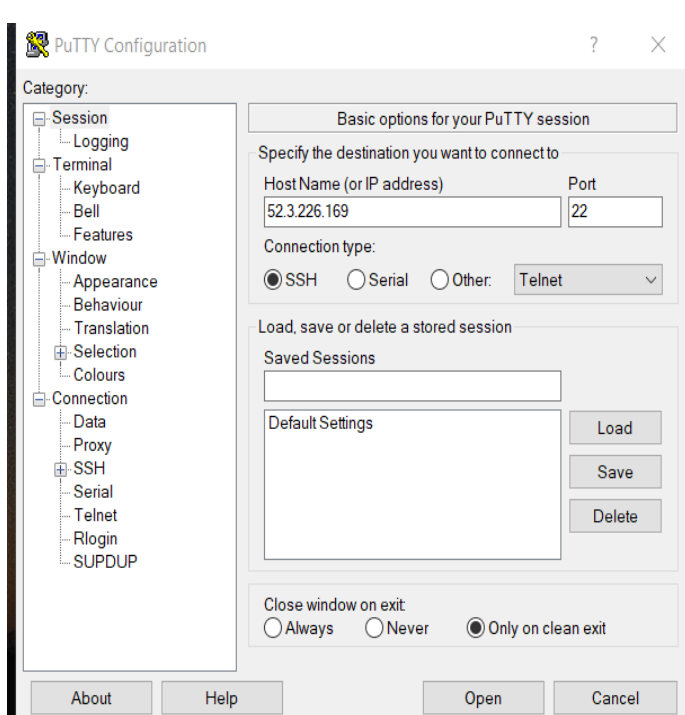 PuTTY Configuration
?
Category:
Session
Logging
Terminal
Keyboard
Bell
Features
Window
Appearance
Behaviour
Translation
Selection
Colours
Connection
Data
Proxy
SSH
Serial
Telnet
Rlogin
SUPDUP
Basic options for your PuTTY session
Specify the destination you want to connect to
Host Name (or IP address) Port
52.3.226.169 22
Connection type:
SSH Serial Other: Telnet
Load, save or delete a stored session
Saved Sessions
Default Settings
Load
Save
Delete
Close window on exit:
Always Never Only on clean exit
About Help Open Cancel